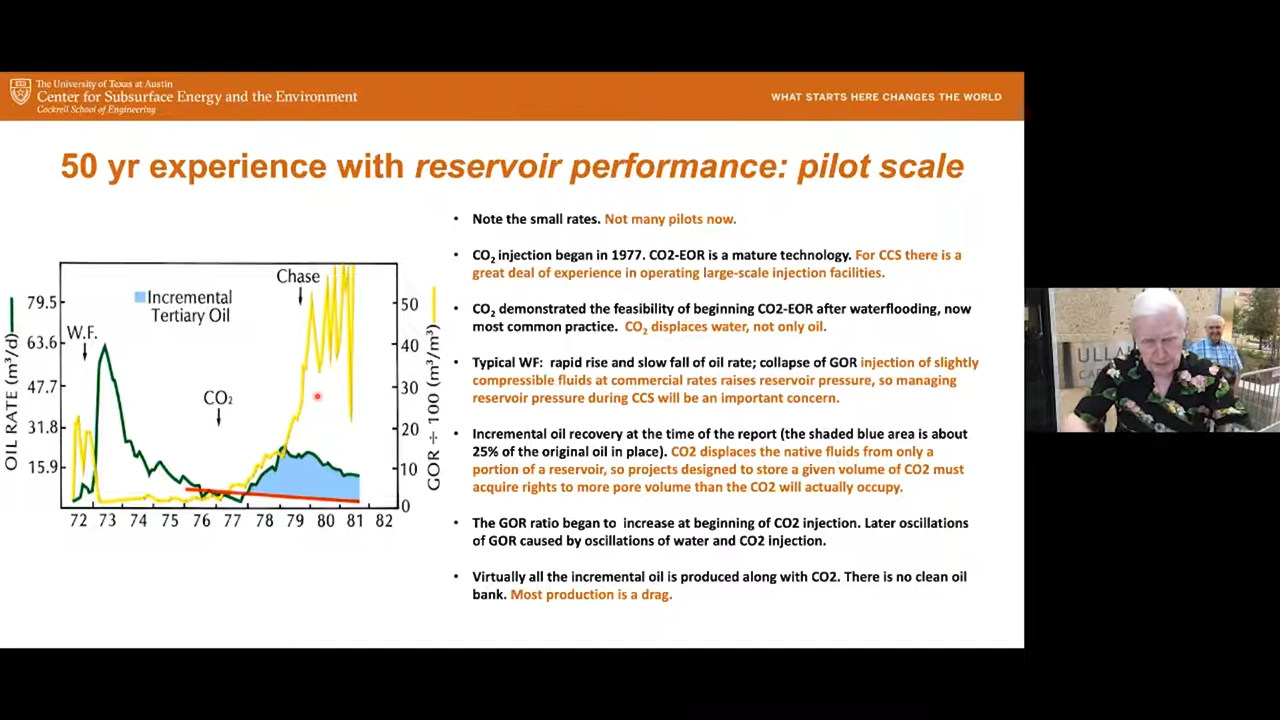 The University of Texas at Austin
Center for Subsurface Energy and the Environment
Cockrell School of Engineering
WHAT STARTS HERE CHANGES THE WORLD
50 yr experience with reservoir performance: pilot scale
Chase
Incremental
Tertiary Oil
W.F.
CO₂
OIL RATE (m³/d)
79.5
63.6
47.7
31.8
15.9
GOR ÷ 100 (m³/m³)
50
40
30
20
10
0
72 73 74 75 76 77 78 79 80 81 82
• Note the small rates. Not many pilots now.
• CO₂ injection began in 1977. CO2-EOR is a mature technology. For CCS there is a
great deal of experience in operating large-scale injection facilities.
• CO₂ demonstrated the feasibility of beginning CO2-EOR after waterflooding, now
most common practice. CO₂ displaces water, not only oil.
• Typical WF: rapid rise and slow fall of oil rate; collapse of GOR injection of slightly
compressible fluids at commercial rates raises reservoir pressure, so managing
reservoir pressure during CCS will be an important concern.
• Incremental oil recovery at the time of the report (the shaded blue area is about
25% of the original oil in place). CO2 displaces the native fluids from only a
portion of a reservoir, so projects designed to store a given volume of CO2 must
acquire rights to more pore volume than the CO2 will actually occupy.
• The GOR ratio began to increase at beginning of CO2 injection. Later oscillations
of GOR caused by oscillations of water and CO2 injection.
• Virtually all the incremental oil is produced along with CO2. There is no clean oil
bank. Most production is a drag.
ULLA